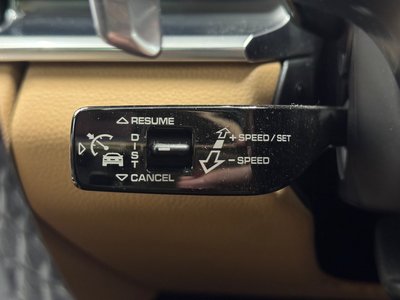 RESUME
DIST
+ SPEED / SET
- SPEED
CANCEL